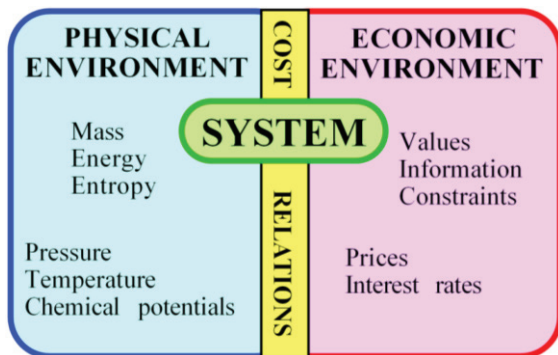 PHYSICAL
ENVIRONMENT
Mass
Energy
Entropy
Pressure
Temperature
Chemical potentials
COST
SYSTEM
RELATIONS
ECONOMIC
ENVIRONMENT
Values
Information
Constraints
Prices
Interest rates